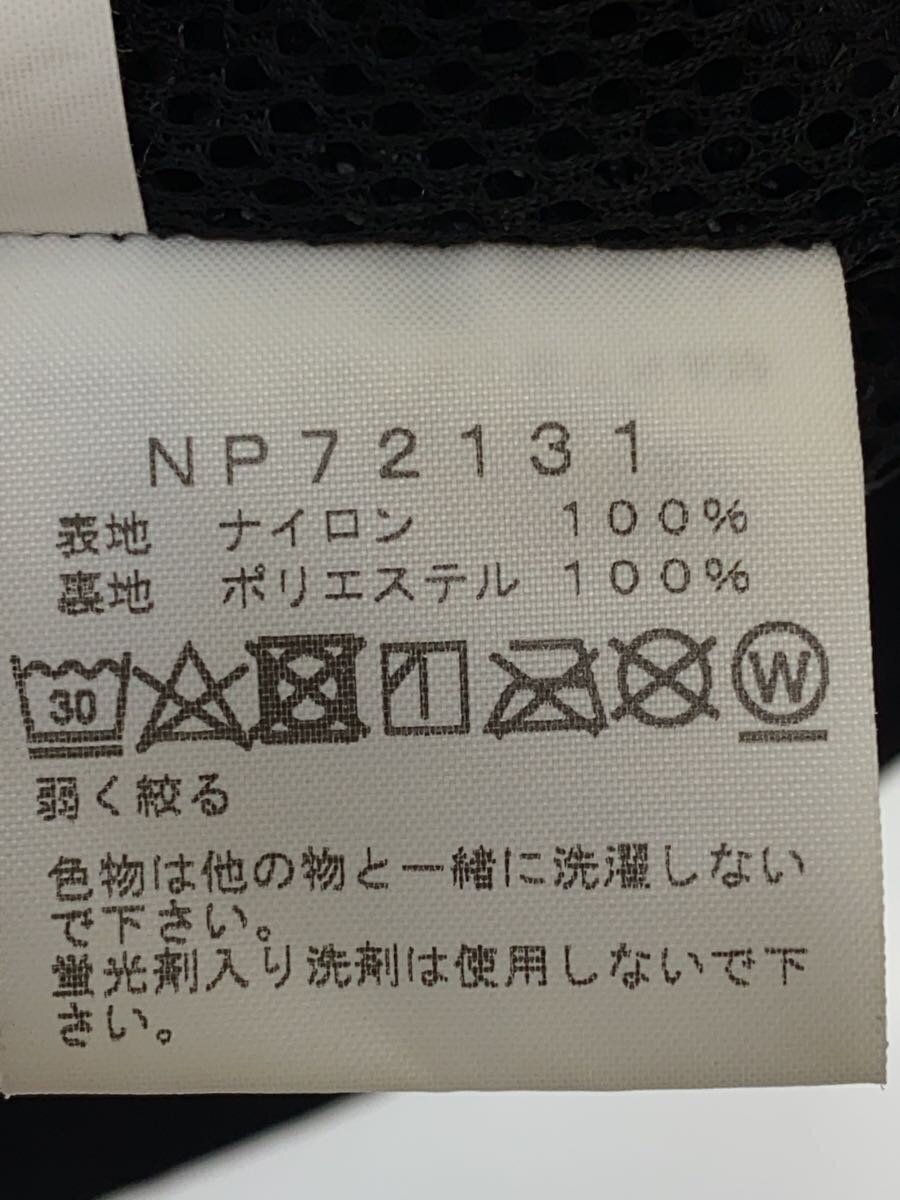 NP72131
表地 ナイロン 100%
裏地 ポリエステル 100%
30 W
弱く絞る
色物は他の物と一緒に洗濯しない
で下さい。
蛍光剤入り洗剤は使用しないで下
さい。